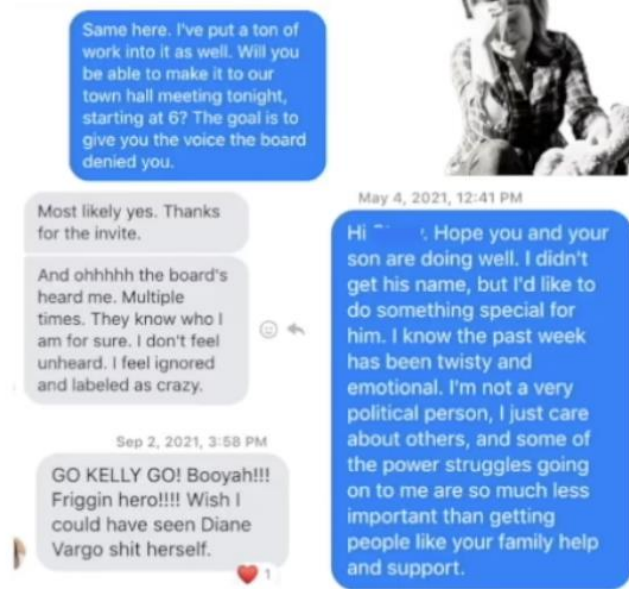 Same here. I've put a ton of
work into it as well. Will you
be able to make it to our
town hall meeting tonight,
starting at 6? The goal is to
give you the voice the board
denied you.
Most likely yes. Thanks
for the invite.
And ohhhhh the board's
heard me. Multiple
times. They know who I
am for sure. I don't feel
unheard. I feel ignored
and labeled as crazy.
Sep 2, 2021, 3:58 PM
GO KELLY GO! Booyah!!!
Friggin hero!!!! Wish I
could have seen Diane
Vargo shit herself.
1
May 4, 2021, 12:41 PM
Hi . Hope you and your
son are doing well. I didn't
get his name, but I'd like to
do something special for
him. I know the past week
has been twisty and
emotional. I'm not a very
political person, I just care
about others, and some of
the power struggles going
on to me are so much less
important than getting
people like your family help
and support.